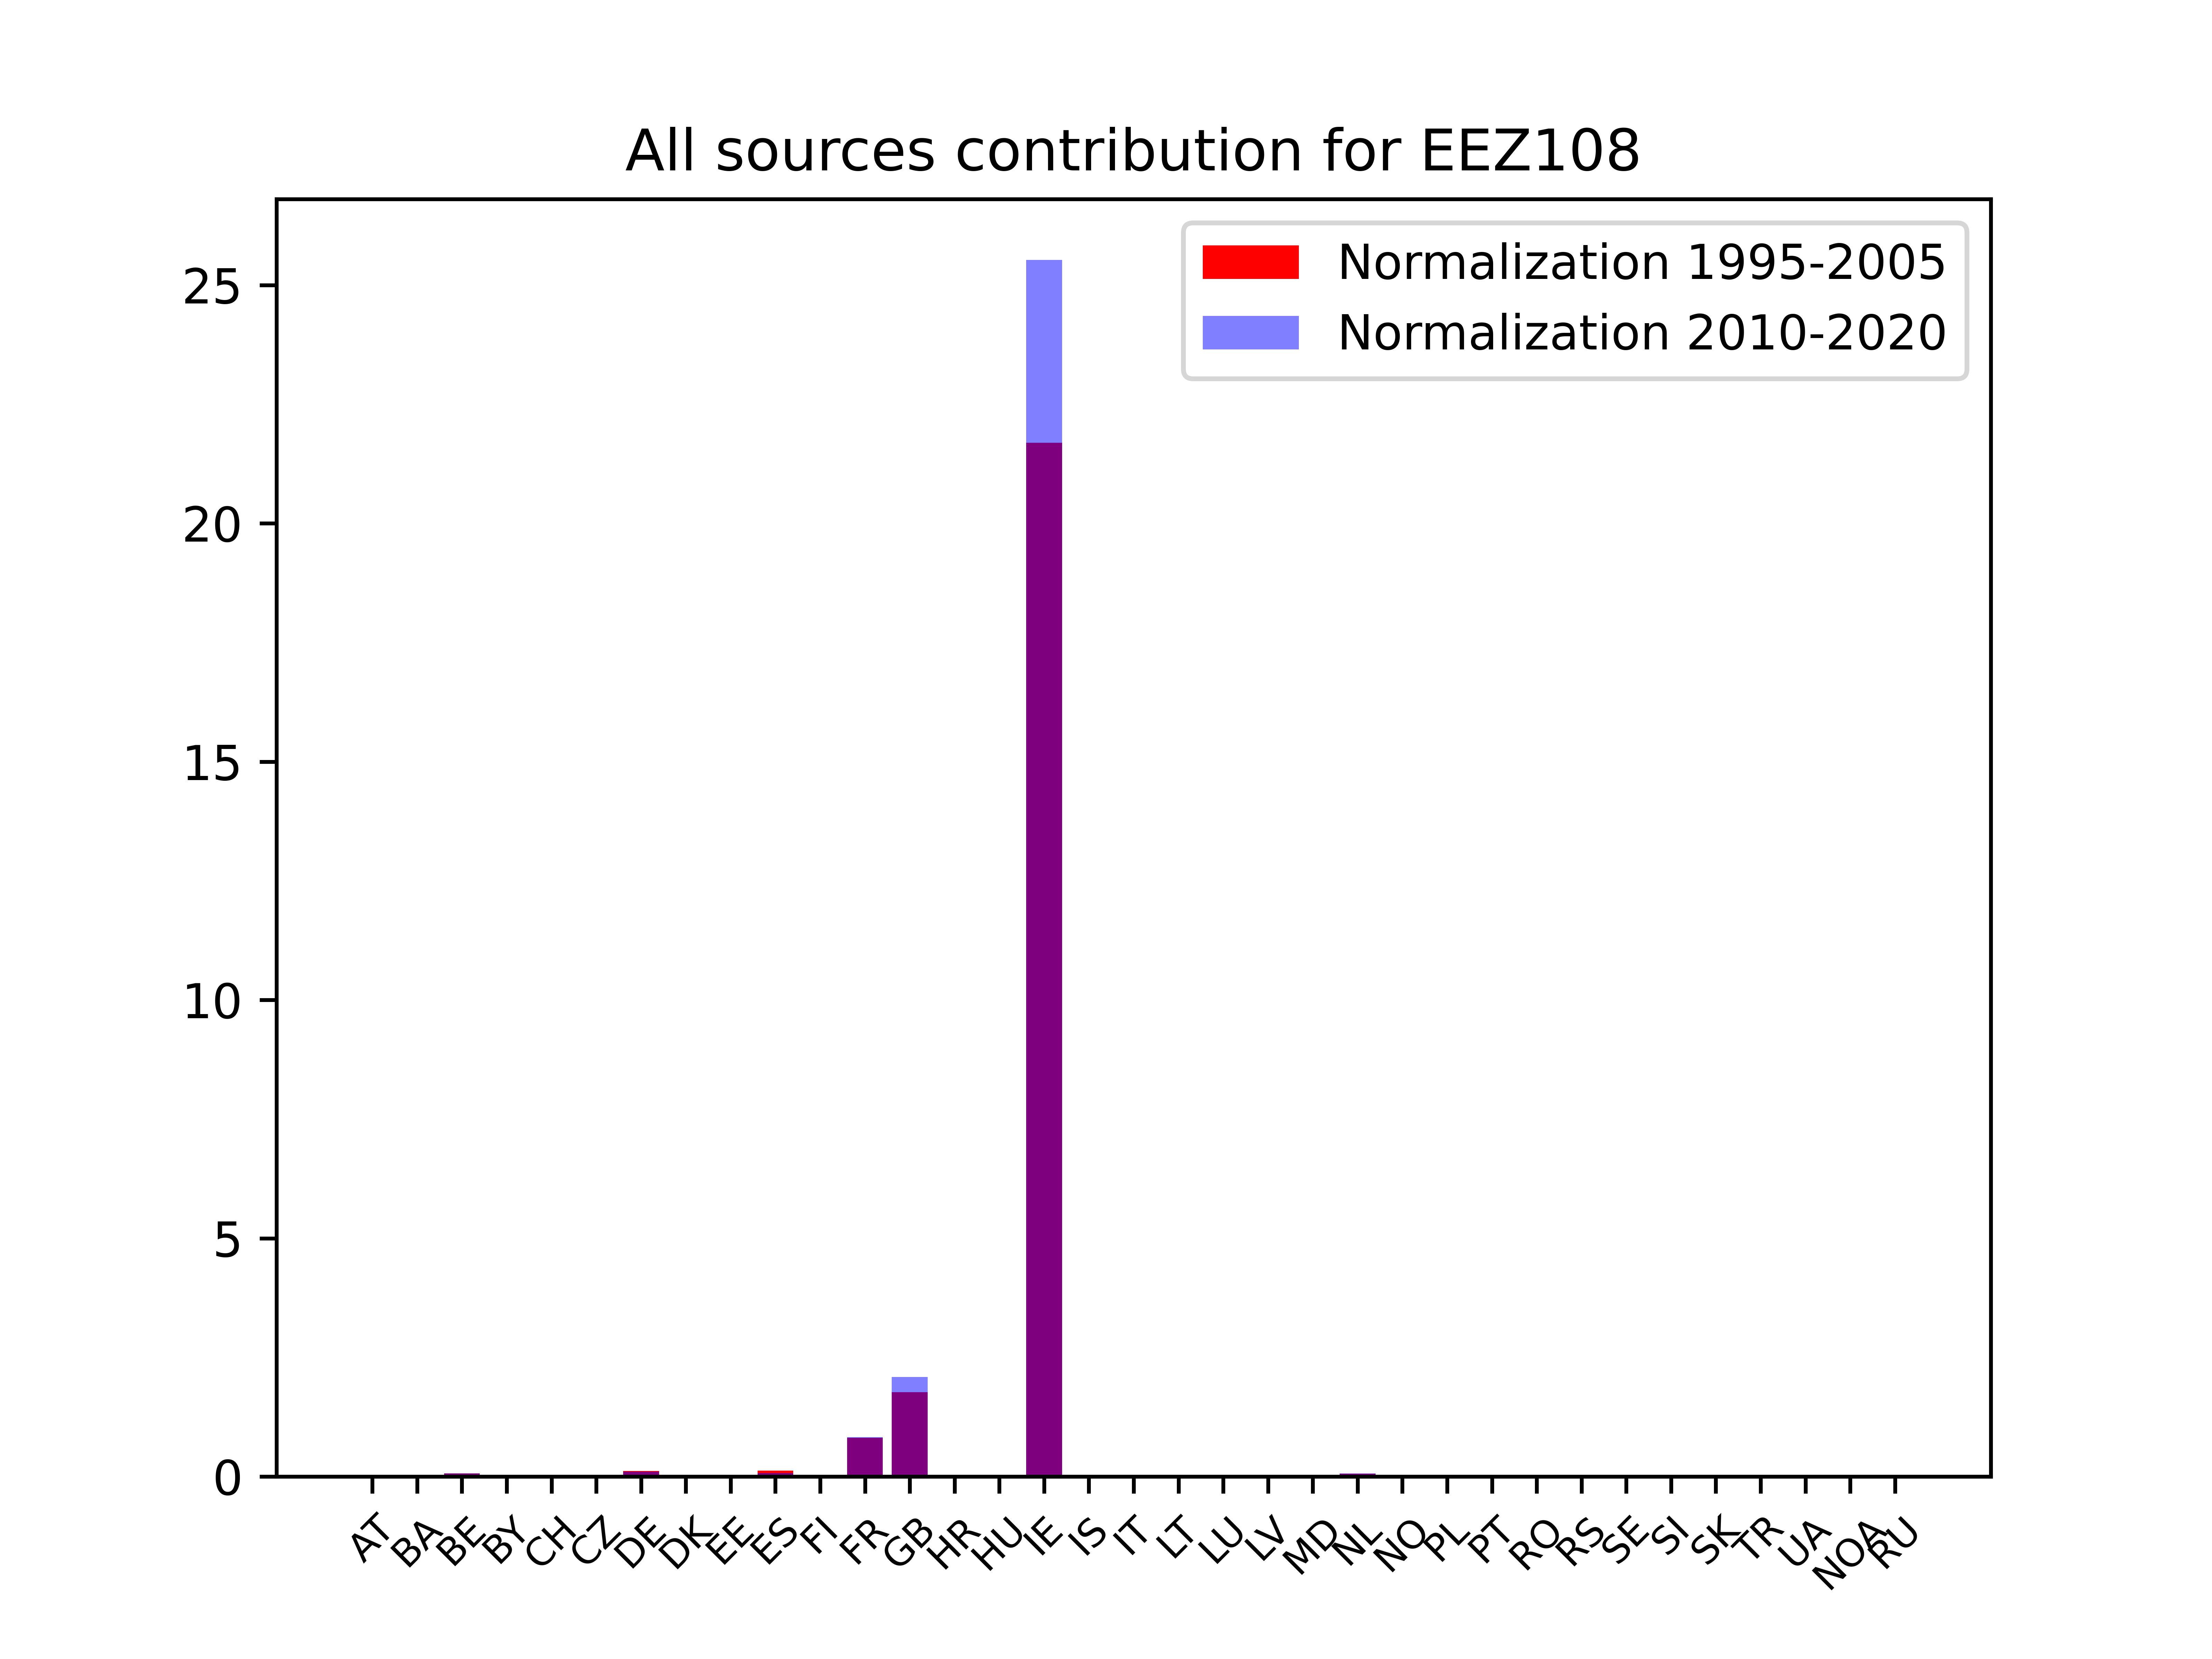 All sources contribution for EEZ108
Normalization 1995-2005
Normalization 2010-2020
25
20
15
10
5
0
AT BA BE BY CH CZ DE DK EE ES FI FR GB HR HU IE IS IT LT LU LV MD NL NO PL PT RO RS SE SI SK TR UA NOA RU